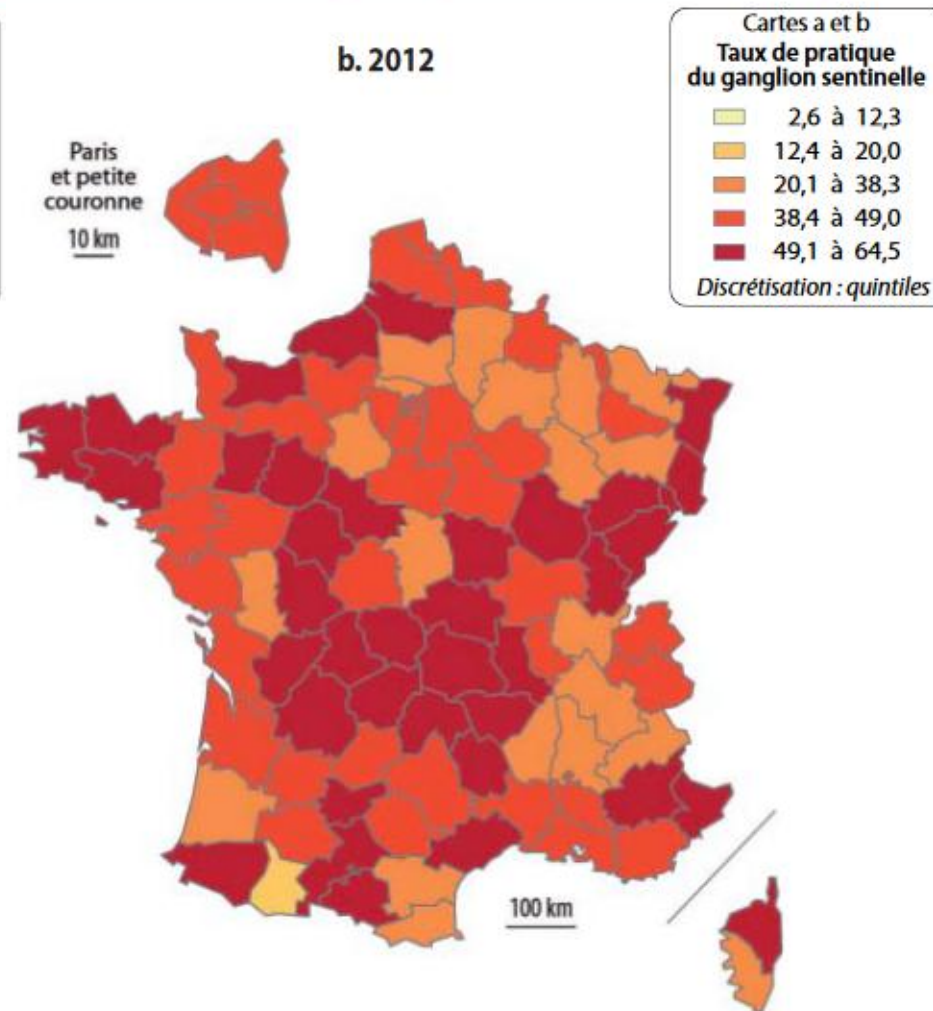 b. 2012
Cartes a et b
Taux de pratique
du ganglion sentinelle
2,6 à 12,3
12,4 à 20,0
20,1 à 38,3
38,4 à 49,0
49,1 à 64,5
Discrétisation : quintiles
Paris
et petite
couronne
10 km
100 km